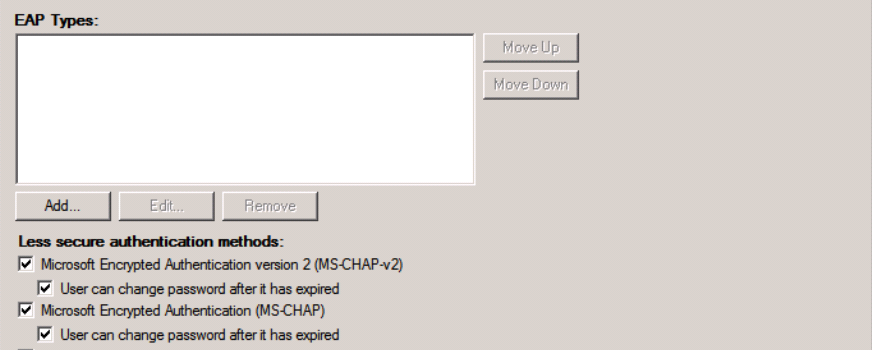 EAP Types:
Move Up
Move Down
Add...
Edit...
Remove
Less secure authentication methods:
Microsoft Encrypted Authentication version 2 (MS-CHAP-v2)
User can change password after it has expired
Microsoft Encrypted Authentication (MS-CHAP)
User can change password after it has expired